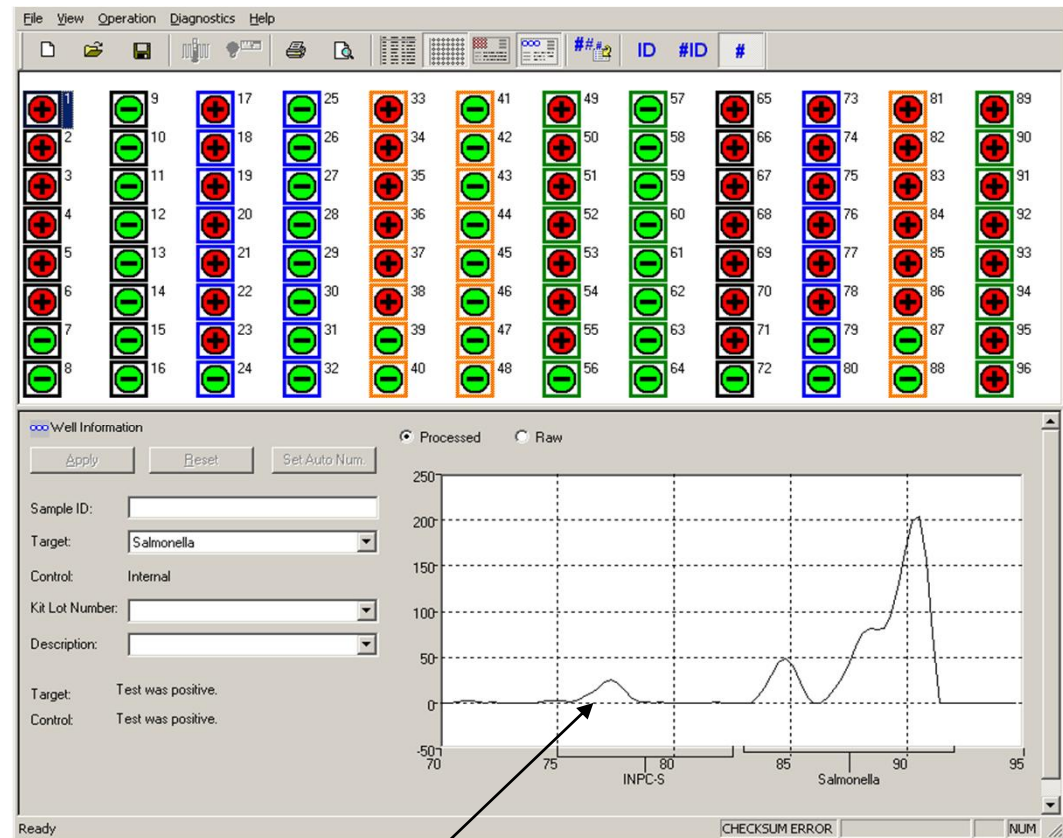 File View Operation Diagnostics Help
##.#2 ID #ID #
1 9 17 25 33 41 49 57 65 73 81 89
2 10 18 26 34 42 50 58 66 74 82 90
3 11 19 27 35 43 51 59 67 75 83 91
4 12 20 28 36 44 52 60 68 76 84 92
5 13 21 29 37 45 53 61 69 77 85 93
6 14 22 30 38 46 54 62 70 78 86 94
7 15 23 31 39 47 55 63 71 79 87 95
8 16 24 32 40 48 56 64 72 80 88 96
Well Information
Apply Reset Set Auto Num.
Sample ID:
Target: Salmonella
Control: Internal
Kit Lot Number:
Description:
Target: Test was positive.
Control: Test was positive.
Processed Raw
250
200
150
100
50
0
-50
70 75 80 85 90 95
INPC-S Salmonella
Ready CHECKSUM ERROR NUM